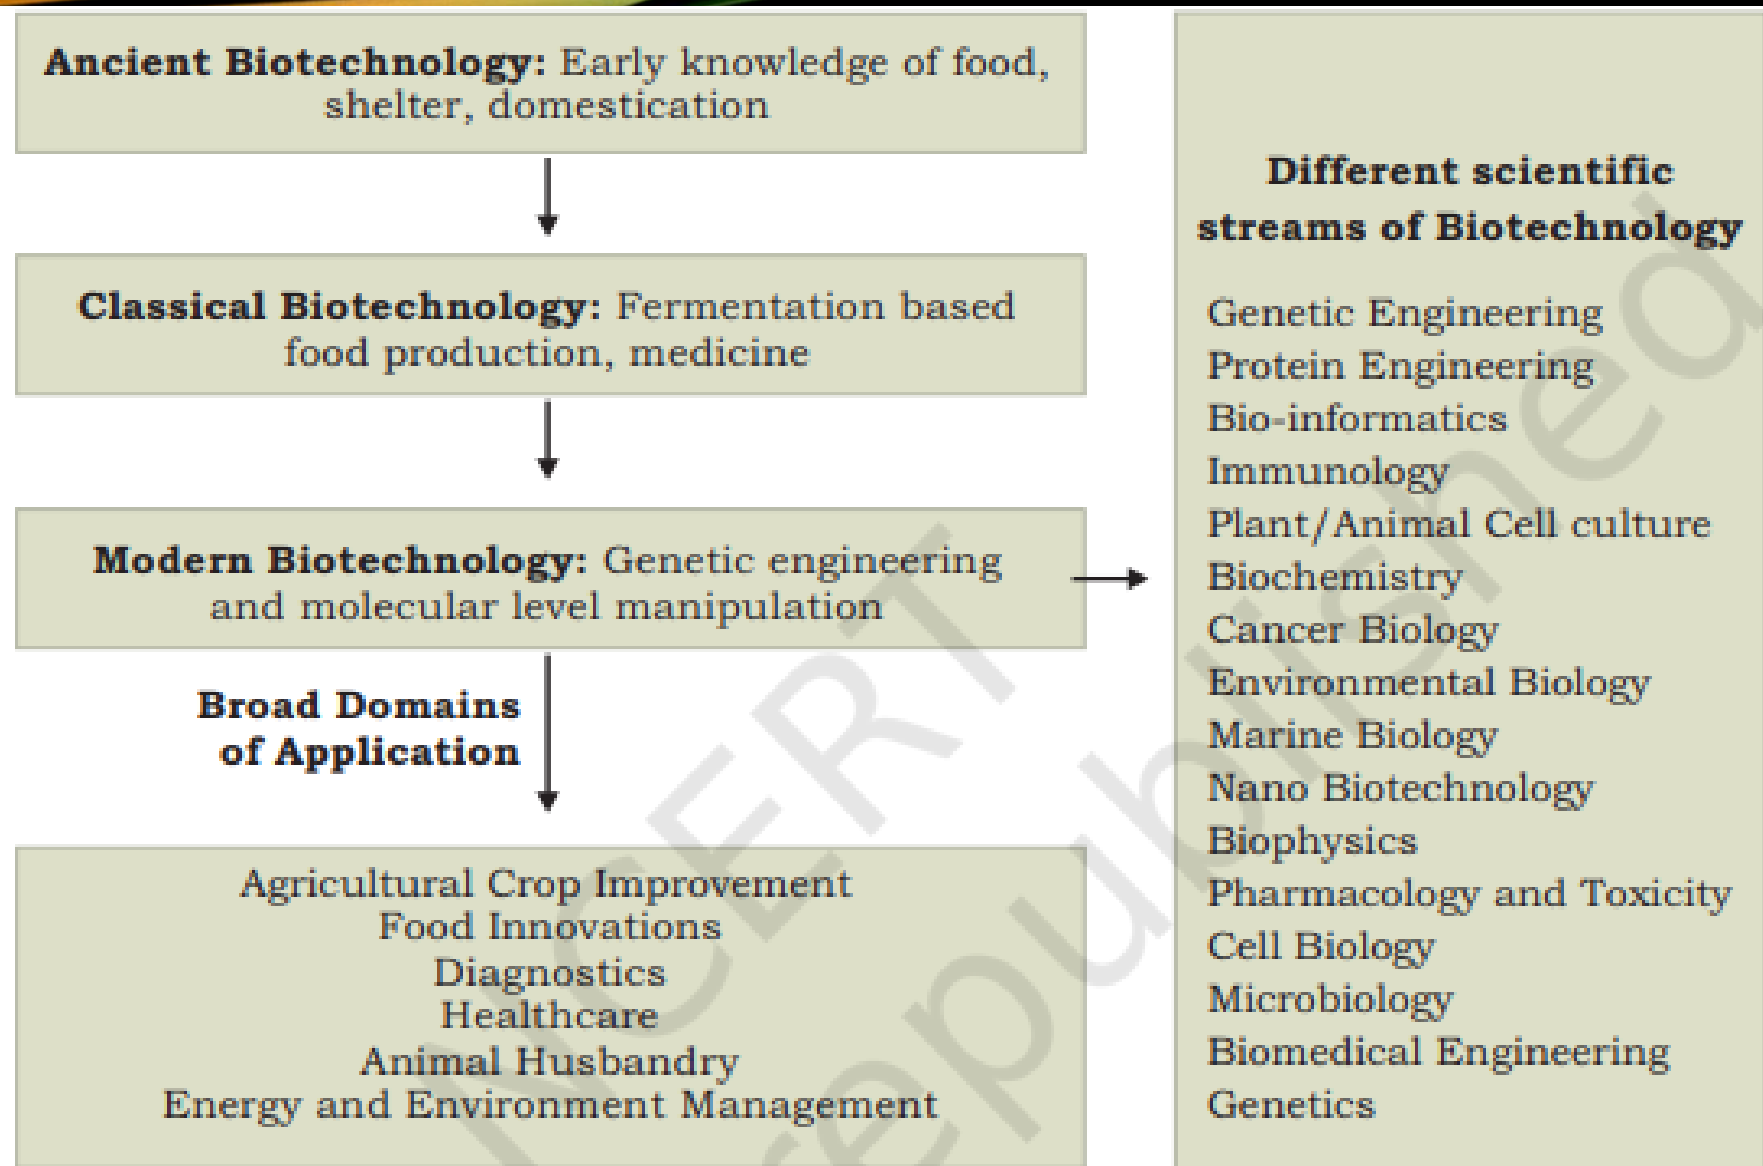 Ancient Biotechnology: Early knowledge of food,
shelter, domestication
Classical Biotechnology: Fermentation based
food production, medicine
Modern Biotechnology: Genetic engineering
and molecular level manipulation
Broad Domains
of Application
Agricultural Crop Improvement
Food Innovations
Diagnostics
Healthcare
Animal Husbandry
Energy and Environment Management
Different scientific
streams of Biotechnology
Genetic Engineering
Protein Engineering
Bio-informatics
Immunology
Plant/Animal Cell culture
Biochemistry
Cancer Biology
Environmental Biology
Marine Biology
Nano Biotechnology
Biophysics
Pharmacology and Toxicity
Cell Biology
Microbiology
Biomedical Engineering
Genetics
NCERT
republished